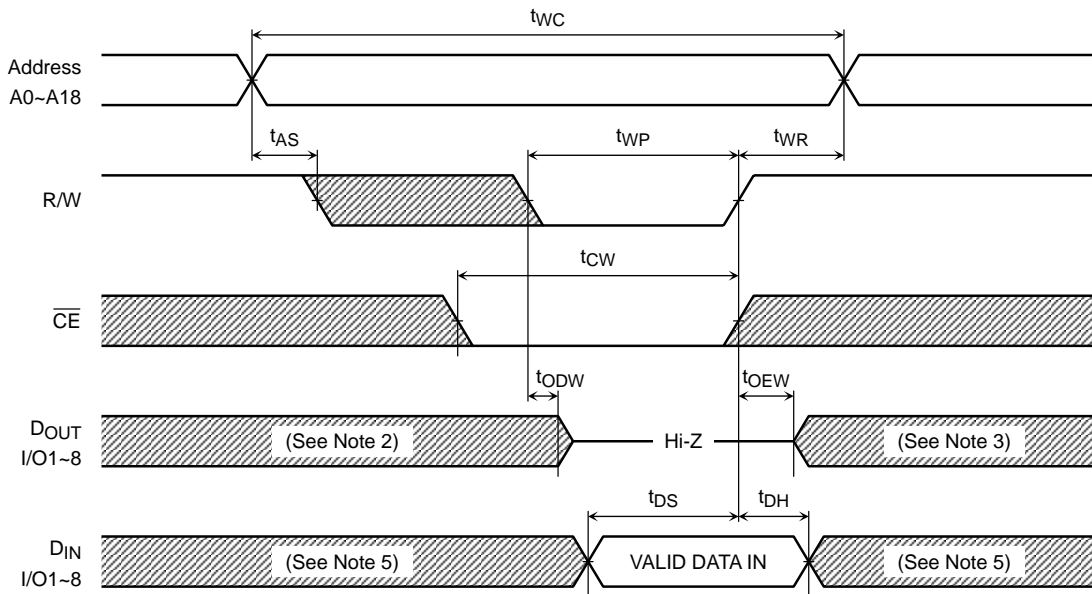 tWC
Address
A0~A18
tAS
tWP
tWR
R/W
tCW
CE
tODW
tOEW
DOUT
I/O1~8
(See Note 2)
Hi-Z
(See Note 3)
tDS
tDH
DIN
I/O1~8
(See Note 5)
VALID DATA IN
(See Note 5)